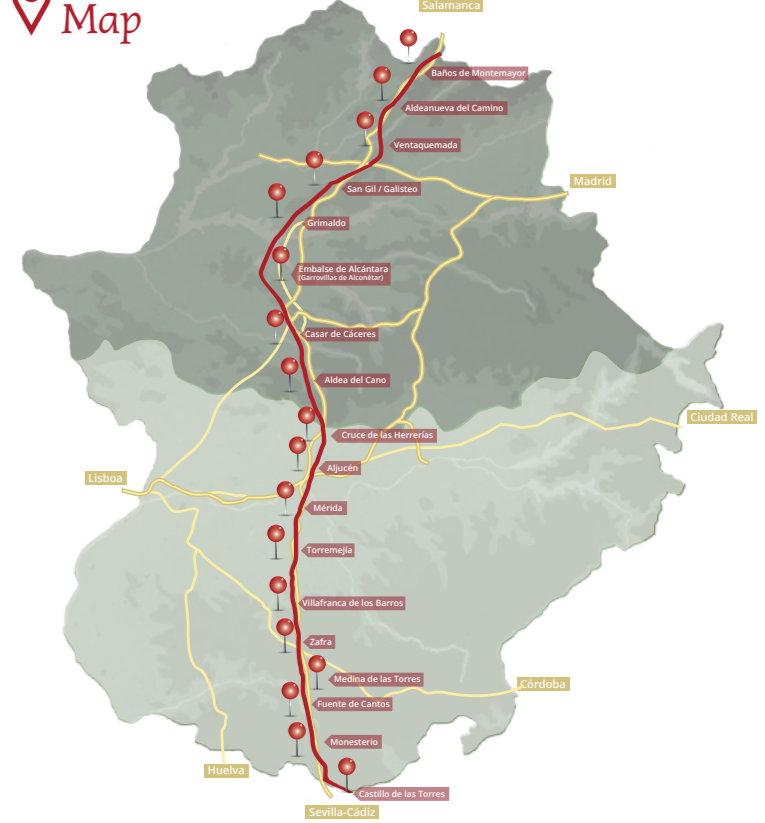 Map
Salamanca
Baños de Montemayor
Aldeanueva del Camino
Ventaquemada
Madrid
San Gil / Galisteo
Grimaldo
Embalse de Alcántara
(Garrovillas de Alconétar)
Casar de Cáceres
Aldea del Cano
Ciudad Real
Cruce de las Herrerías
Aljucén
Lisboa
Mérida
Torremejía
Villafranca de los Barros
Zafra
Medina de las Torres
Córdoba
Fuente de Cantos
Monesterio
Huelva
Castillo de las Torres
Sevilla-Cádiz